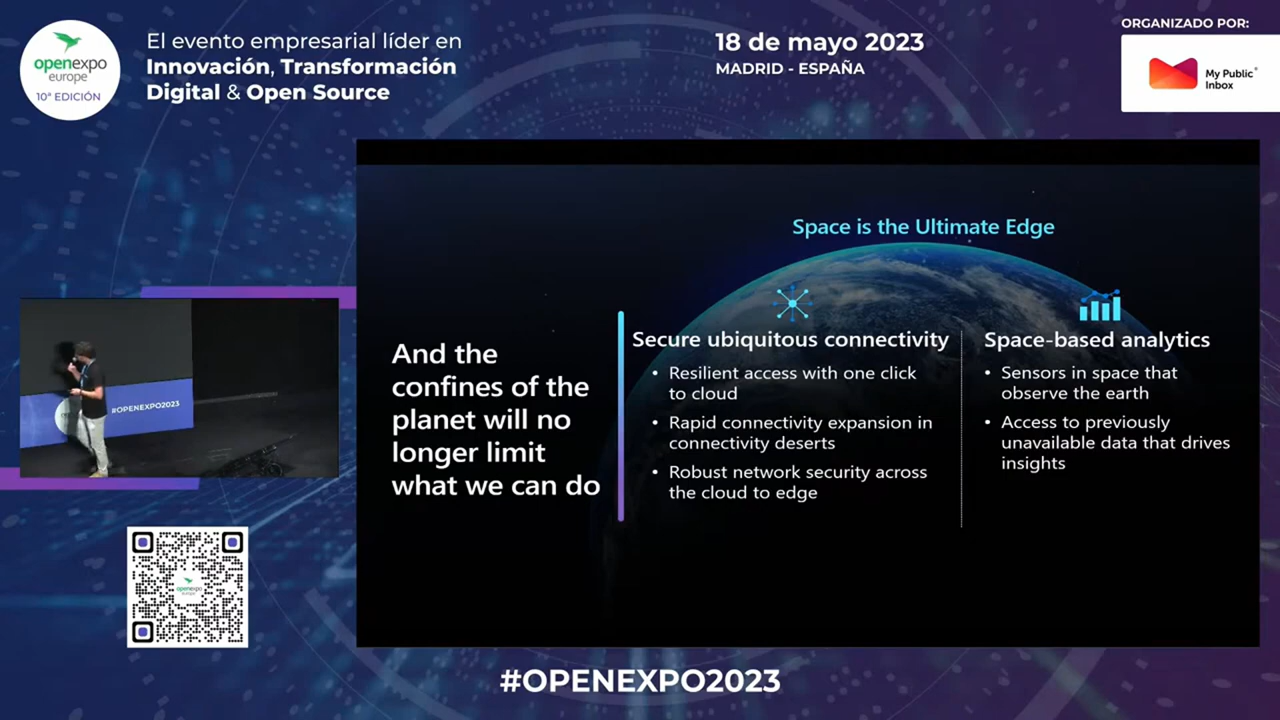 openexpo
europe
10ª EDICIÓN
El evento empresarial líder en
Innovación, Transformación
Digital & Open Source
18 de mayo 2023
MADRID - ESPAÑA
ORGANIZADO POR:
My Public
Inbox
Space is the Ultimate Edge
And the
confines of the
planet will no
longer limit
what we can do
Secure ubiquitous connectivity
• Resilient access with one click
to cloud
• Rapid connectivity expansion in
connectivity deserts
• Robust network security across
the cloud to edge
Space-based analytics
• Sensors in space that
observe the earth
• Access to previously
unavailable data that drives
insights
#OPENEXPO2023
openexpo
europe
#OPENEXPO2023